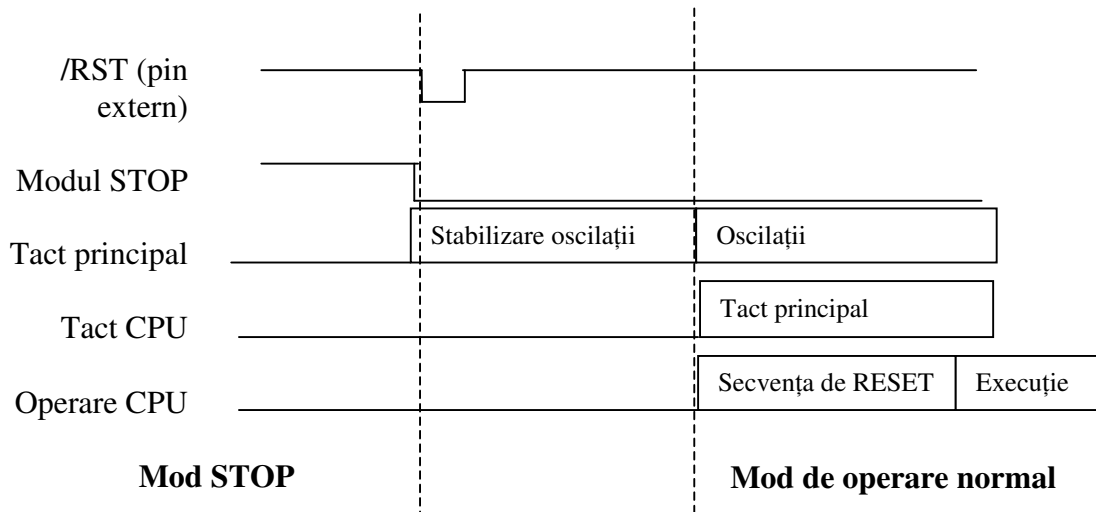 /RST (pin
extern)
Modul STOP
Tact principal
Stabilizare oscilații
Oscilații
Tact CPU
Tact principal
Operare CPU
Secvența de RESET
Execuție
Mod STOP
Mod de operare normal